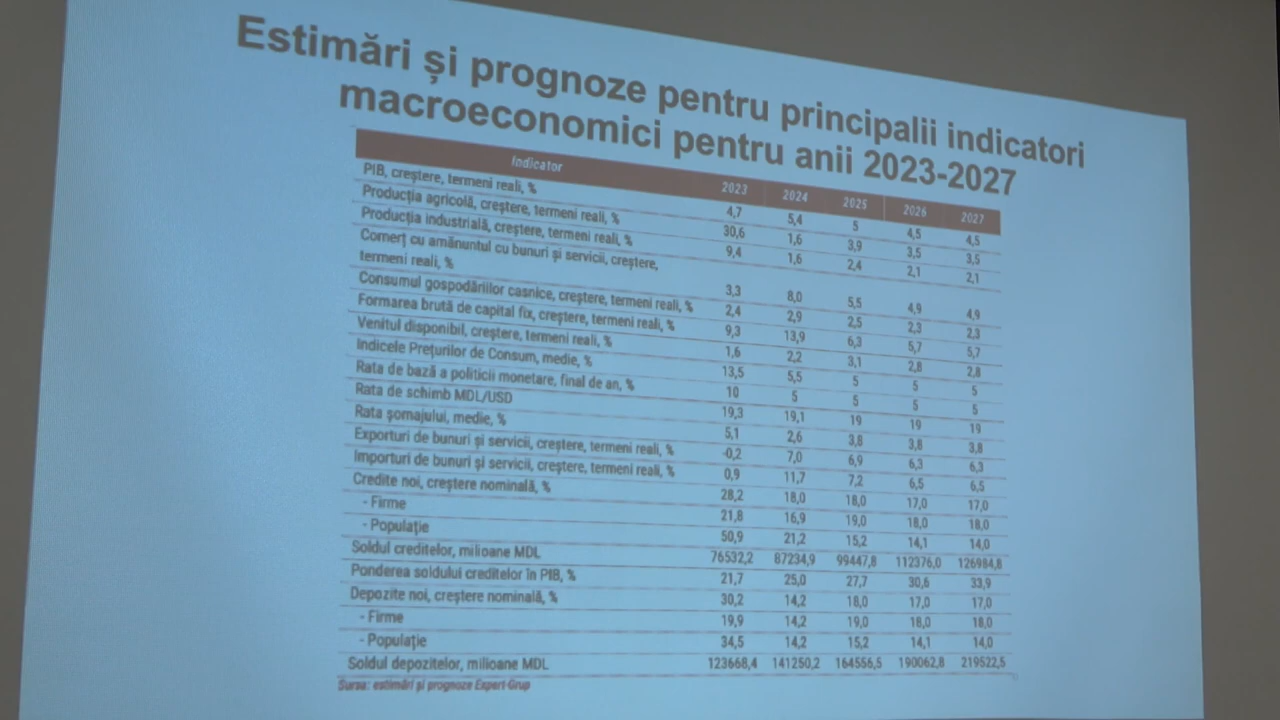 Estimări și prognoze pentru principalii indicatori
macroeconomici pentru anii 2023-2027
Indicator 2023 2024 2025 2026 2027
PIB, creștere, termeni reali, % 4,7 5,4 5 4,5 4,5
Producția agricolă, creștere, termeni reali, % 30,6 1,6 3,9 3,5 3,5
Producția industrială, creștere, termeni reali, % 9,4 1,6 2,4 2,1 2,1
Comerț cu amănuntul cu bunuri și servicii, creștere,
termeni reali, % 3,3 8,0 5,5 4,9 4,9
Consumul gospodăriilor casnice, creștere, termeni reali, % 2,4 2,9 2,5 2,3 2,3
Formarea brută de capital fix, creștere, termeni reali, % 9,3 13,9 6,3 5,7 5,7
Venitul disponibil, creștere, termeni reali, % 1,6 2,2 3,1 2,8 2,8
Indicele Prețurilor de Consum, medie, % 13,5 5,5 5 5 5
Rata de bază a politicii monetare, final de an, % 10 5 5 5 5
Rata de schimb MDL/USD 19,3 19,1 19 19 19
Rata șomajului, medie, % 5,1 2,6 3,8 3,8 3,8
Exporturi de bunuri și servicii, creștere, termeni reali, % -0,2 7,0 6,9 6,3 6,3
Importuri de bunuri și servicii, creștere, termeni reali, % 0,9 11,7 7,2 6,5 6,5
Credite noi, creștere nominală, % 28,2 18,0 18,0 17,0 17,0
- Firme 21,8 16,9 19,0 18,0 18,0
- Populație 50,9 21,2 15,2 14,1 14,0
Soldul creditelor, milioane MDL 76532,2 87234,9 99447,8 112376,0 126984,8
Ponderea soldului creditelor în PIB, % 21,7 25,0 27,7 30,6 33,9
Depozite noi, creștere nominală, % 30,2 14,2 18,0 17,0 17,0
- Firme 19,9 14,2 19,0 18,0 18,0
- Populație 34,5 14,2 15,2 14,1 14,0
Soldul depozitelor, milioane MDL 123668,4 141250,2 164556,5 190062,8 219522,5
Sursa: estimări și prognoze Expert-Grup